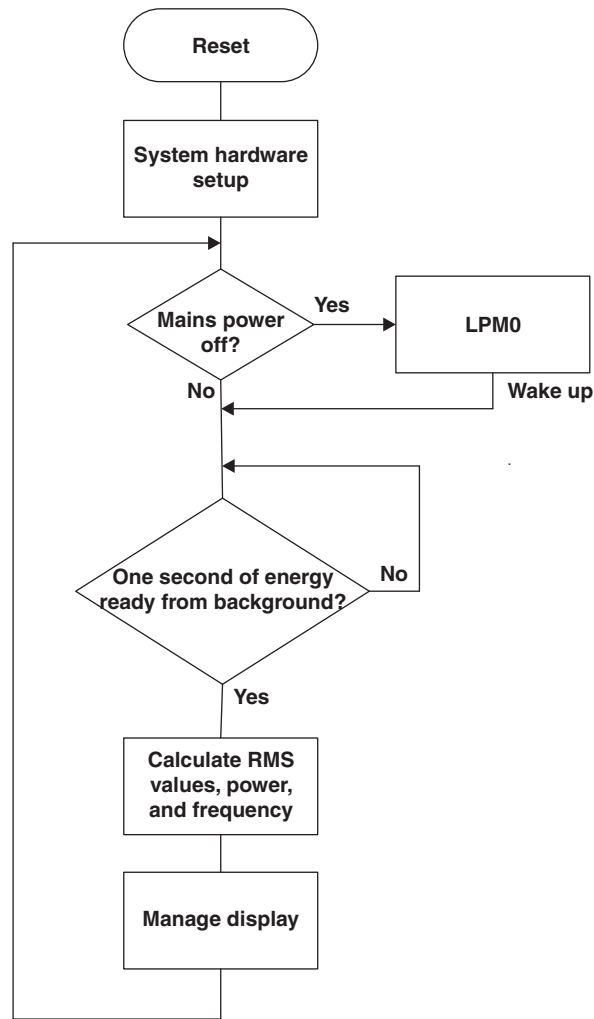 Reset
System hardware
setup
Mains power
off?
Yes
LPM0
No
Wake up
One second of energy
ready from background?
No
Yes
Calculate RMS
values, power,
and frequency
Manage display